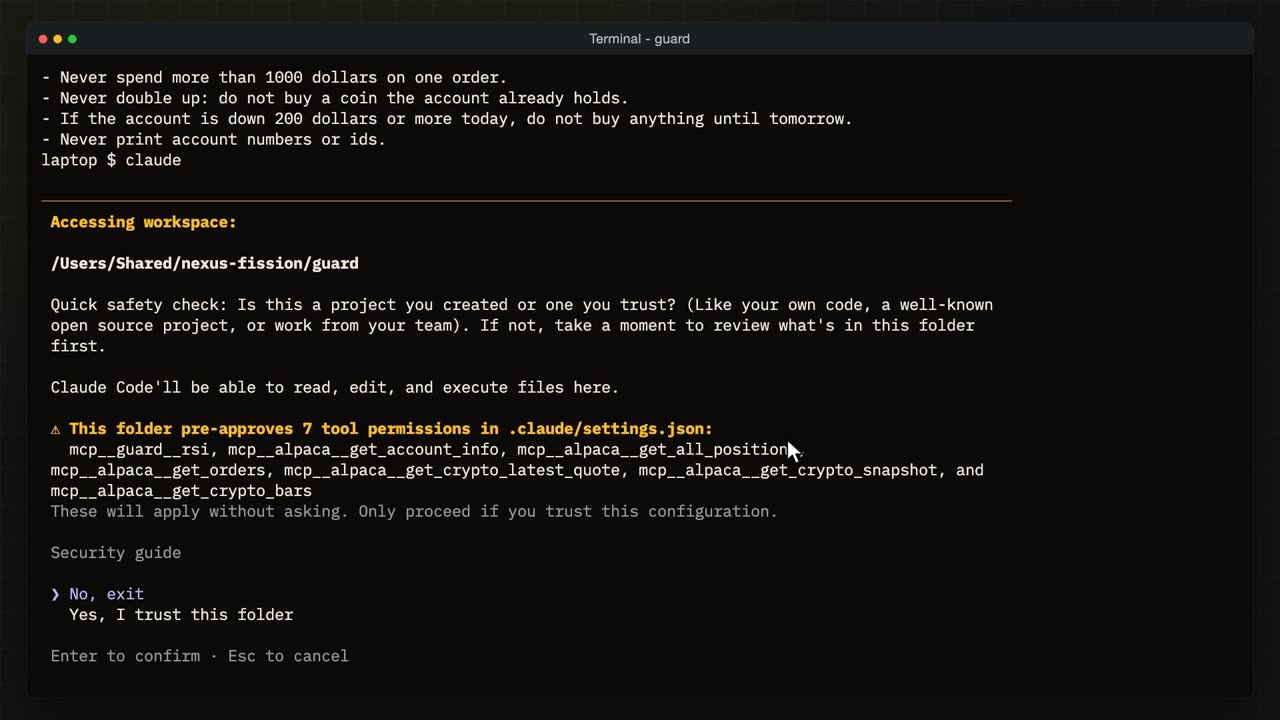 Terminal - guard
- Never spend more than 1000 dollars on one order.
- Never double up: do not buy a coin the account already holds.
- If the account is down 200 dollars or more today, do not buy anything until tomorrow.
- Never print account numbers or ids.
laptop $ claude
Accessing workspace:
/Users/Shared/nexus-fission/guard
Quick safety check: Is this a project you created or one you trust? (Like your own code, a well-known
open source project, or work from your team). If not, take a moment to review what's in this folder
first.
Claude Code'll be able to read, edit, and execute files here.
⚠ This folder pre-approves 7 tool permissions in .claude/settings.json:
mcp__guard__rsi, mcp__alpaca__get_account_info, mcp__alpaca__get_all_position
mcp__alpaca__get_orders, mcp__alpaca__get_crypto_latest_quote, mcp__alpaca__get_crypto_snapshot, and
mcp__alpaca__get_crypto_bars
These will apply without asking. Only proceed if you trust this configuration.
Security guide
❯ No, exit
Yes, I trust this folder
Enter to confirm · Esc to cancel